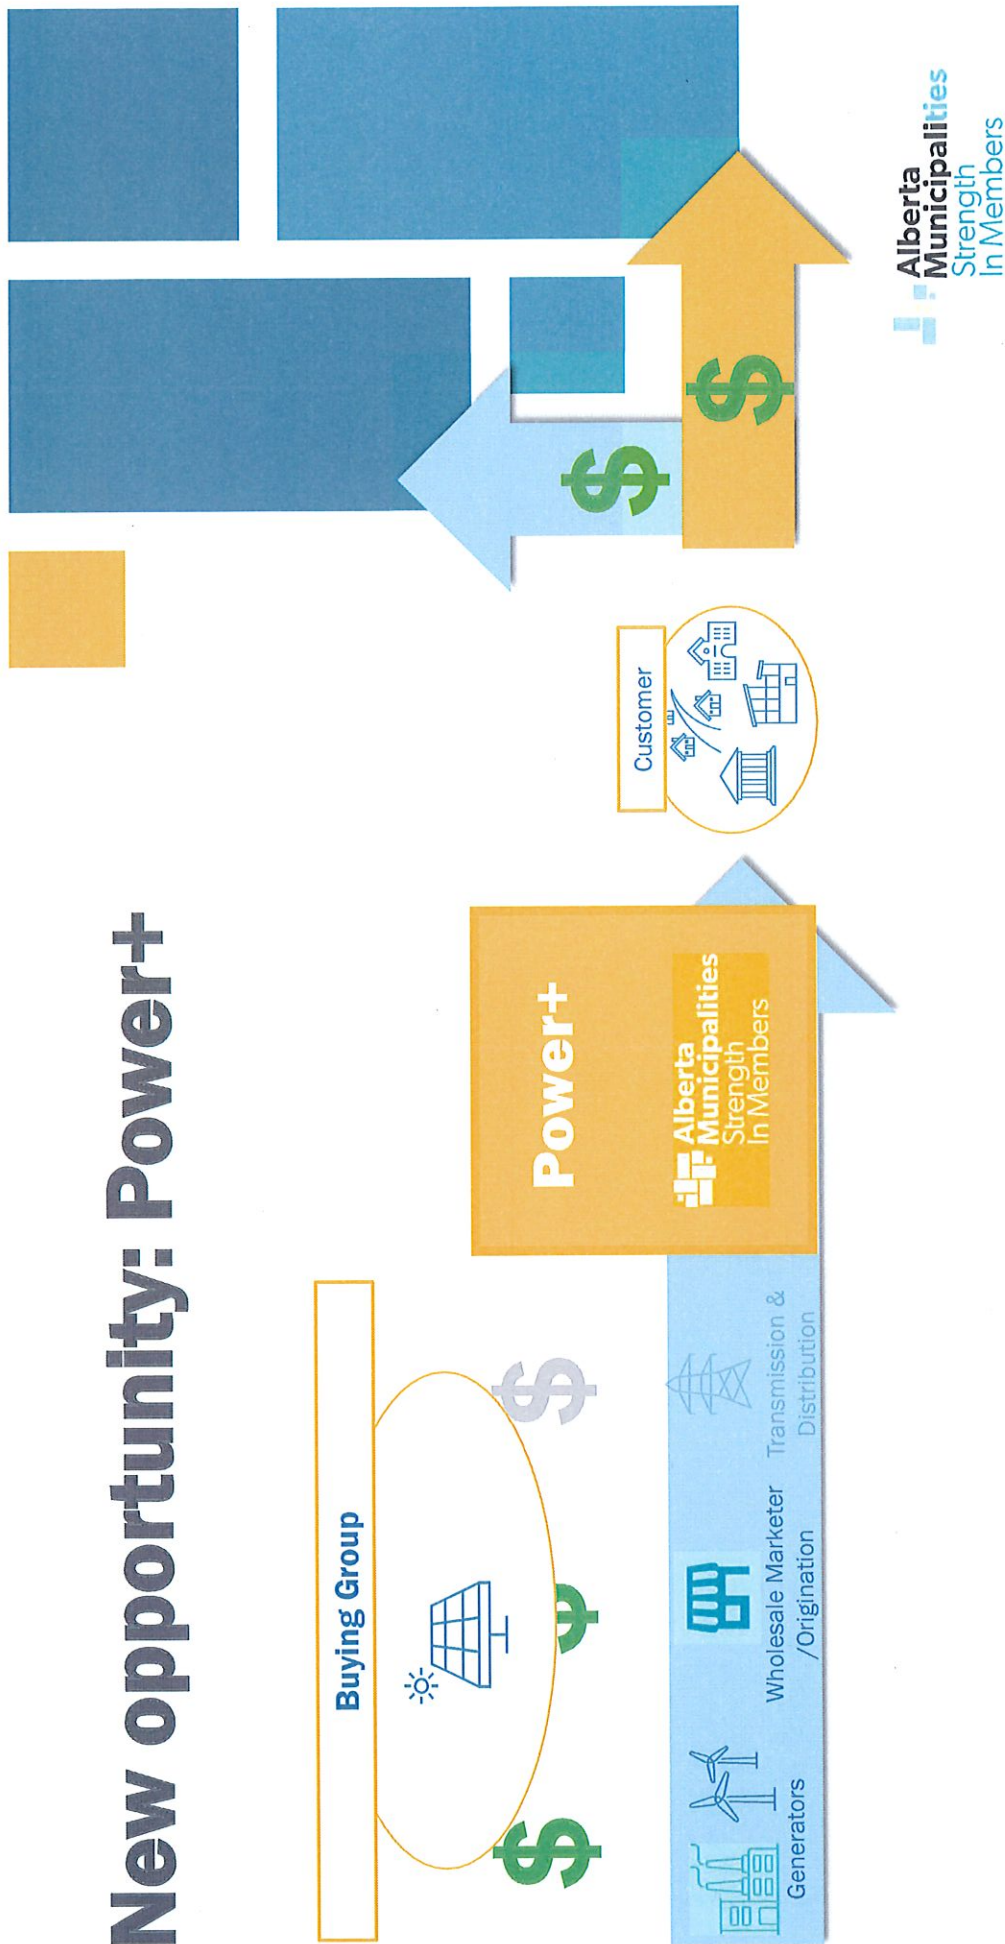 New opportunity: Power+
Buying Group
$
$
$
Generators
Wholesale Marketer
/Origination
Transmission &
Distribution
Power+
Alberta
Municipalities
Strength
In Members
Customer
$
$
Alberta
Municipalities
Strength
In Members